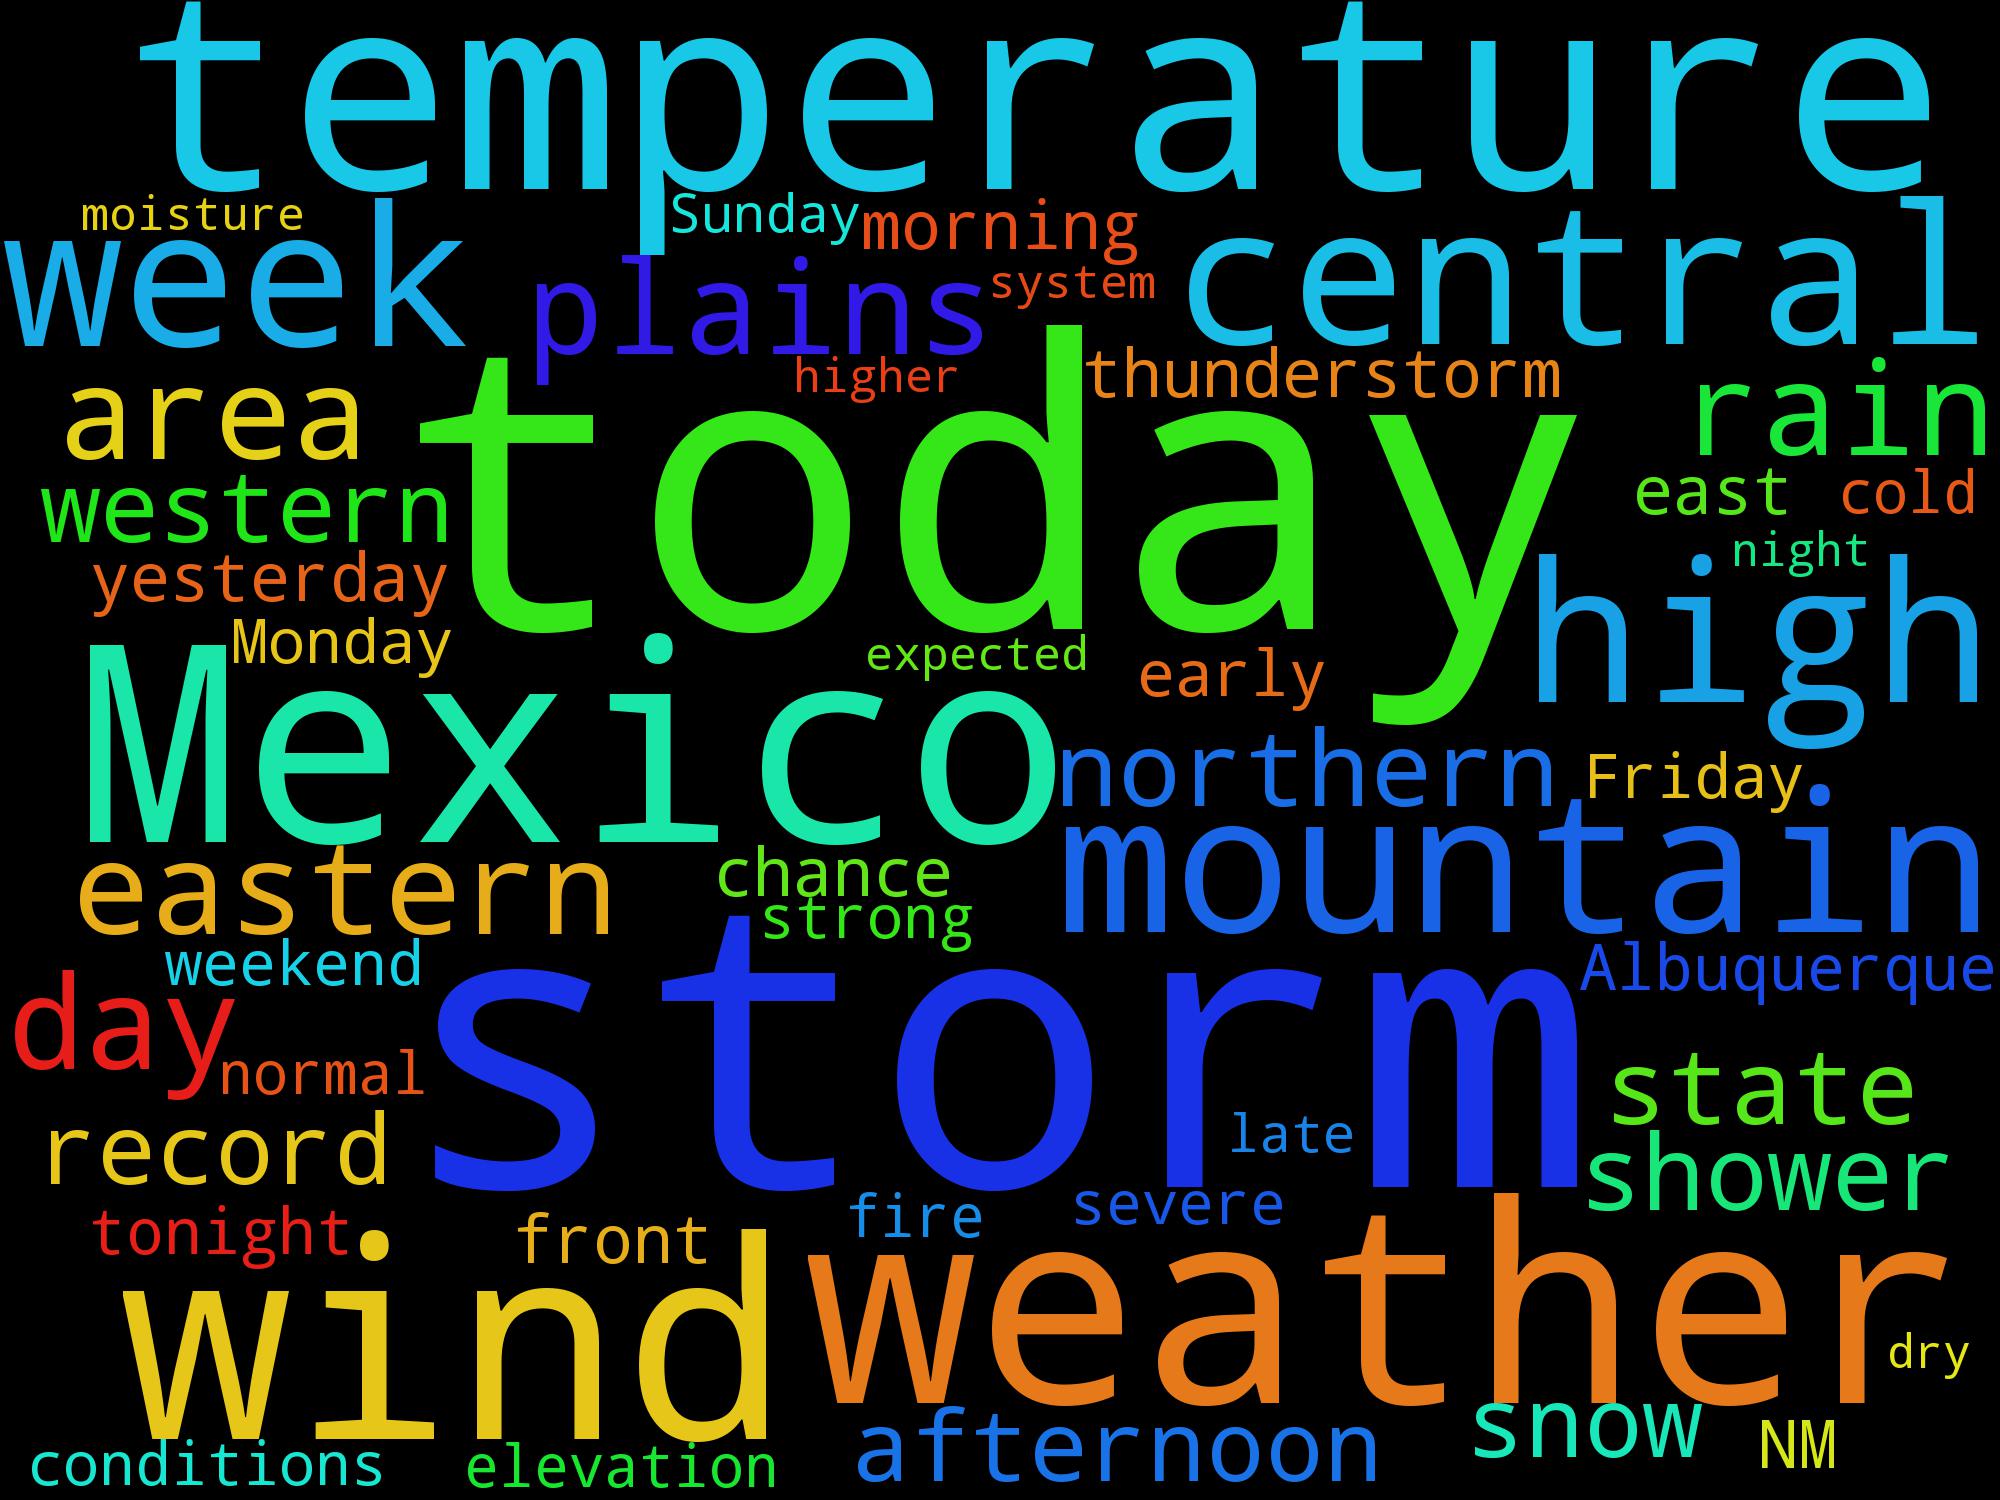 temperature
moisture
Sunday
morning
week
central
plains
system
higher
thunderstorm
area
today
rain
western
east
cold
yesterday
night
high
Monday
expected
early
Mexico
northern
Friday
mountain
eastern
chance
strong
weekend
Albuquerque
day
storm
normal
state
record
late
shower
tonight
front
fire
severe
wind
weather
dry
afternoon
snow
NM
conditions
elevation